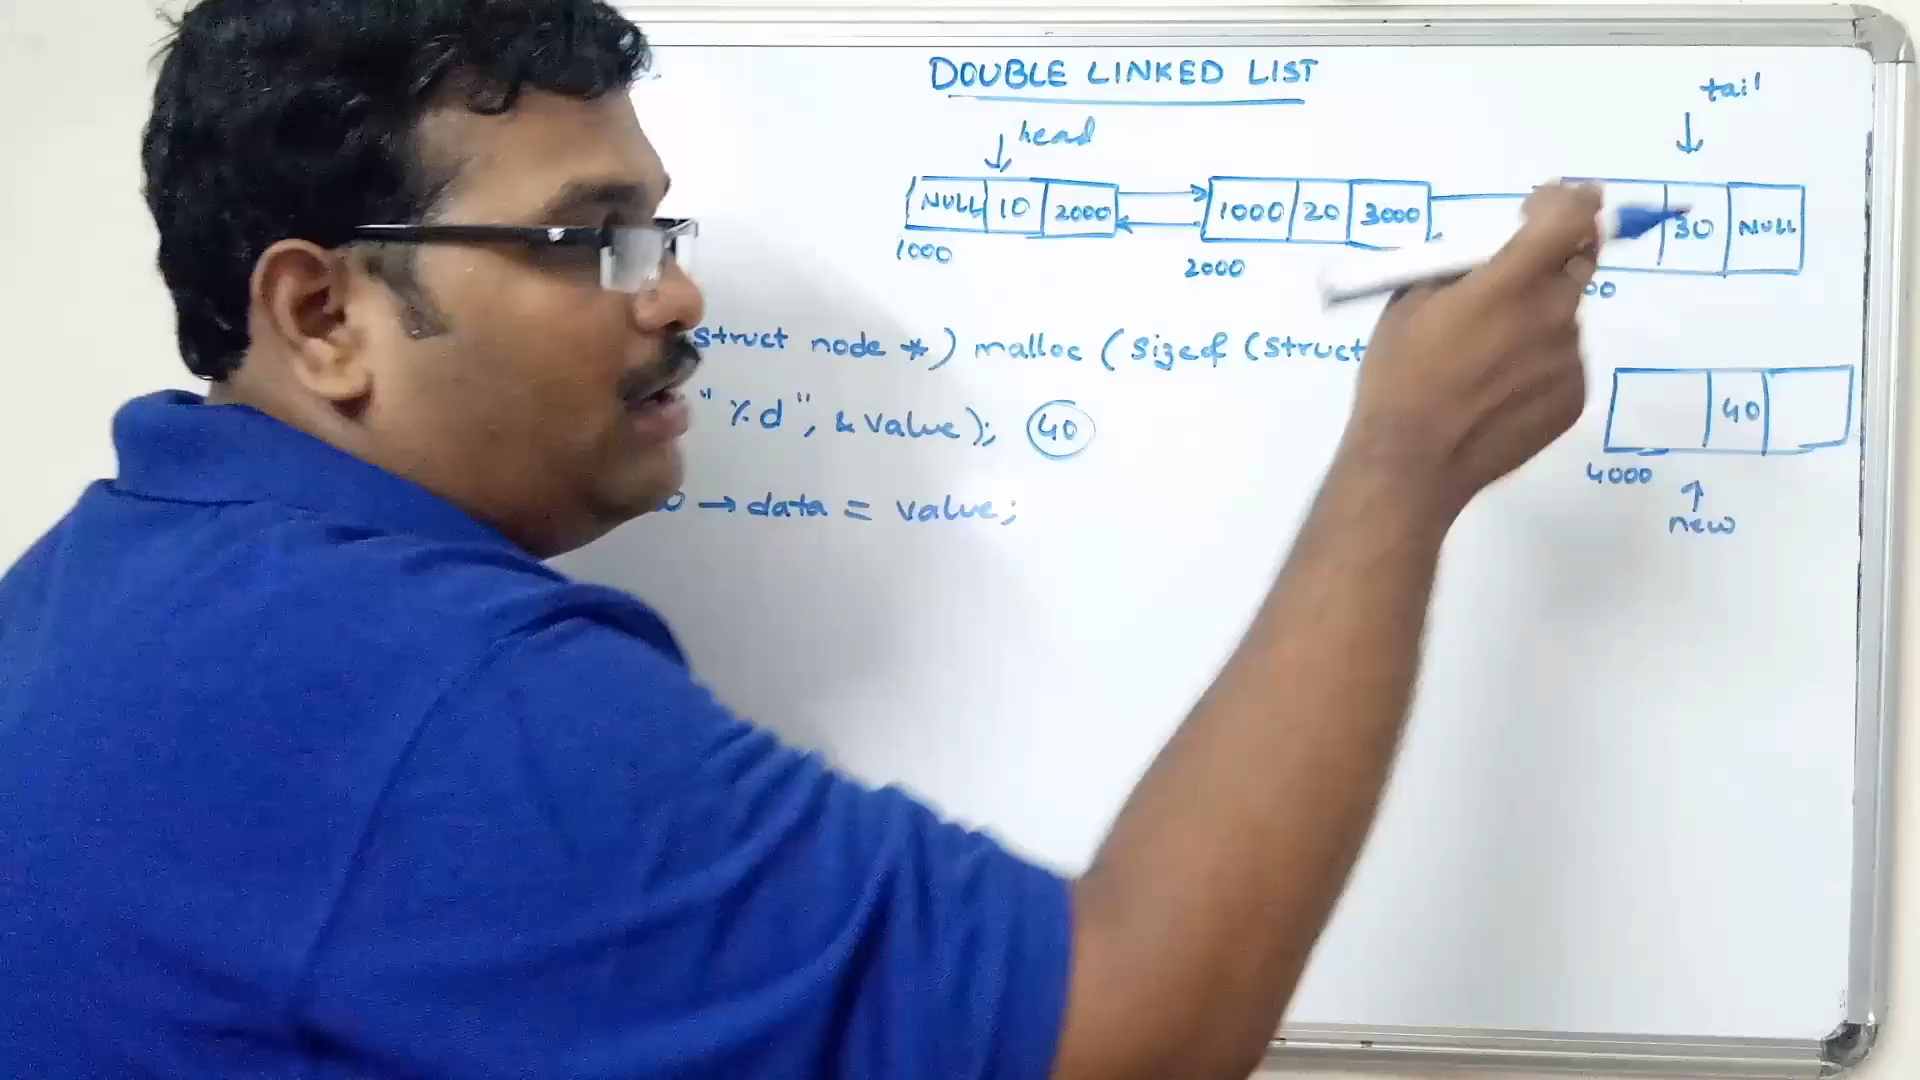 DOUBLE LINKED LIST
tail
head
NULL 10 2000
1000 20 3000
30 NULL
1000
2000
struct node *) malloc (sizeof (struct
"%d", &value); 40
40
4000
→ data = value;
new